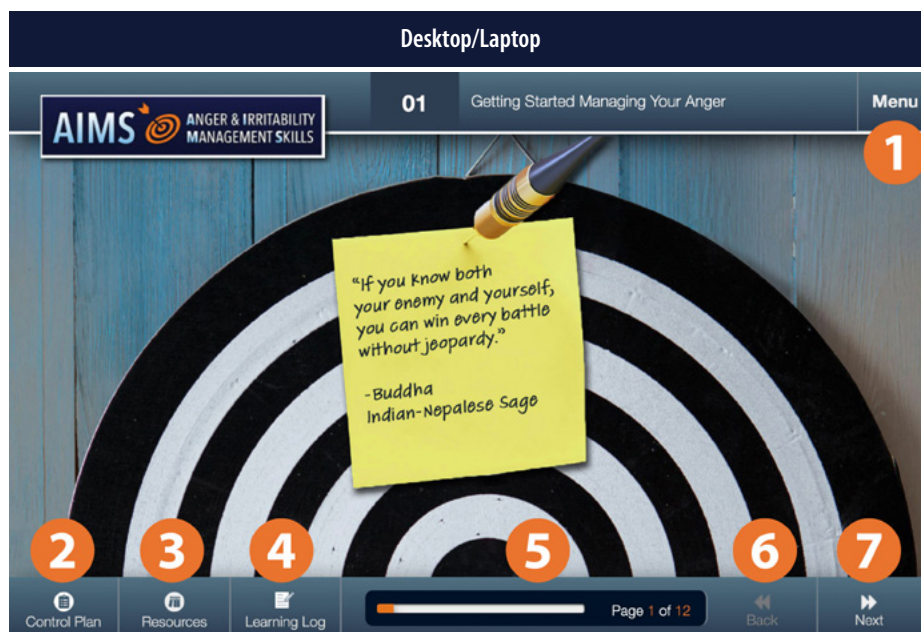 Desktop/Laptop
AIMS ANGER & IRRITABILITY
MANAGEMENT SKILLS
01 Getting Started Managing Your Anger Menu
1
“If you know both
your enemy and yourself,
you can win every battle
without jeopardy.”
-Buddha
Indian-Nepalese Sage
2 3 4 5 6 7
Control Plan Resources Learning Log Page 1 of 12 Back Next